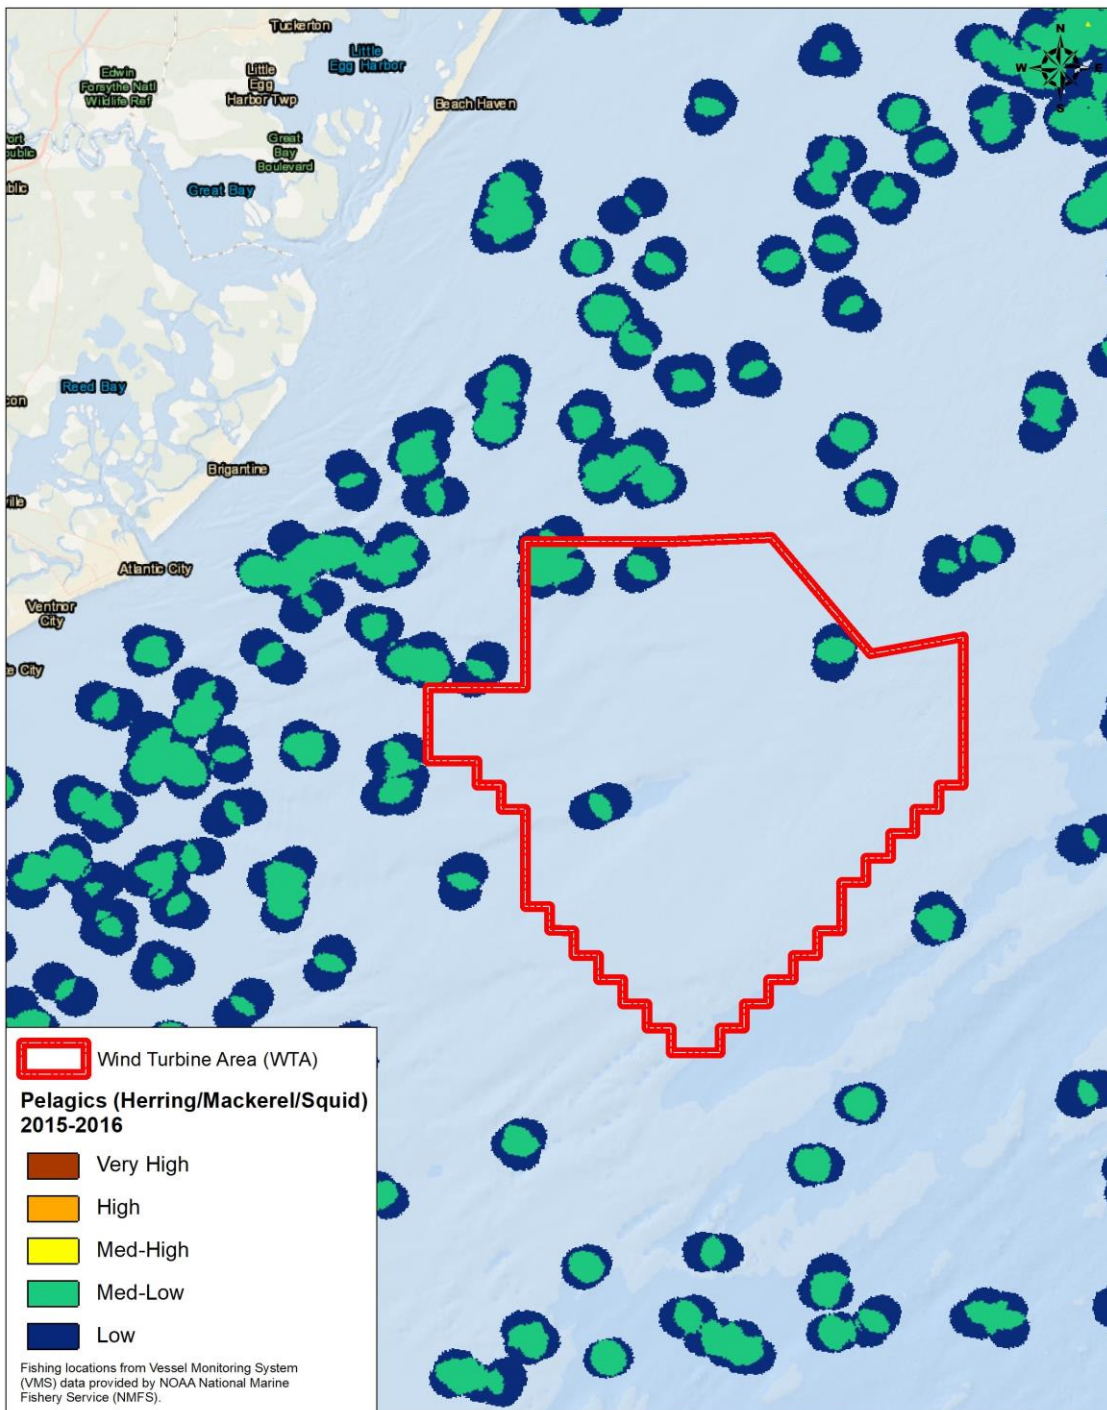 Tuckerton
Little
Egg Harbor
Edwin
Forsythe Natl
Wildlife Ref
Little
Egg
Harbor Twp
Beach Haven
Great
Bay
Boulevard
Great Bay
Reed Bay
Brigantine
Atlantic City
Ventnor
City
City
N
W E
S
Wind Turbine Area (WTA)
Pelagics (Herring/Mackerel/Squid)
2015-2016
Very High
High
Med-High
Med-Low
Low
Fishing locations from Vessel Monitoring System
(VMS) data provided by NOAA National Marine
Fishery Service (NMFS).